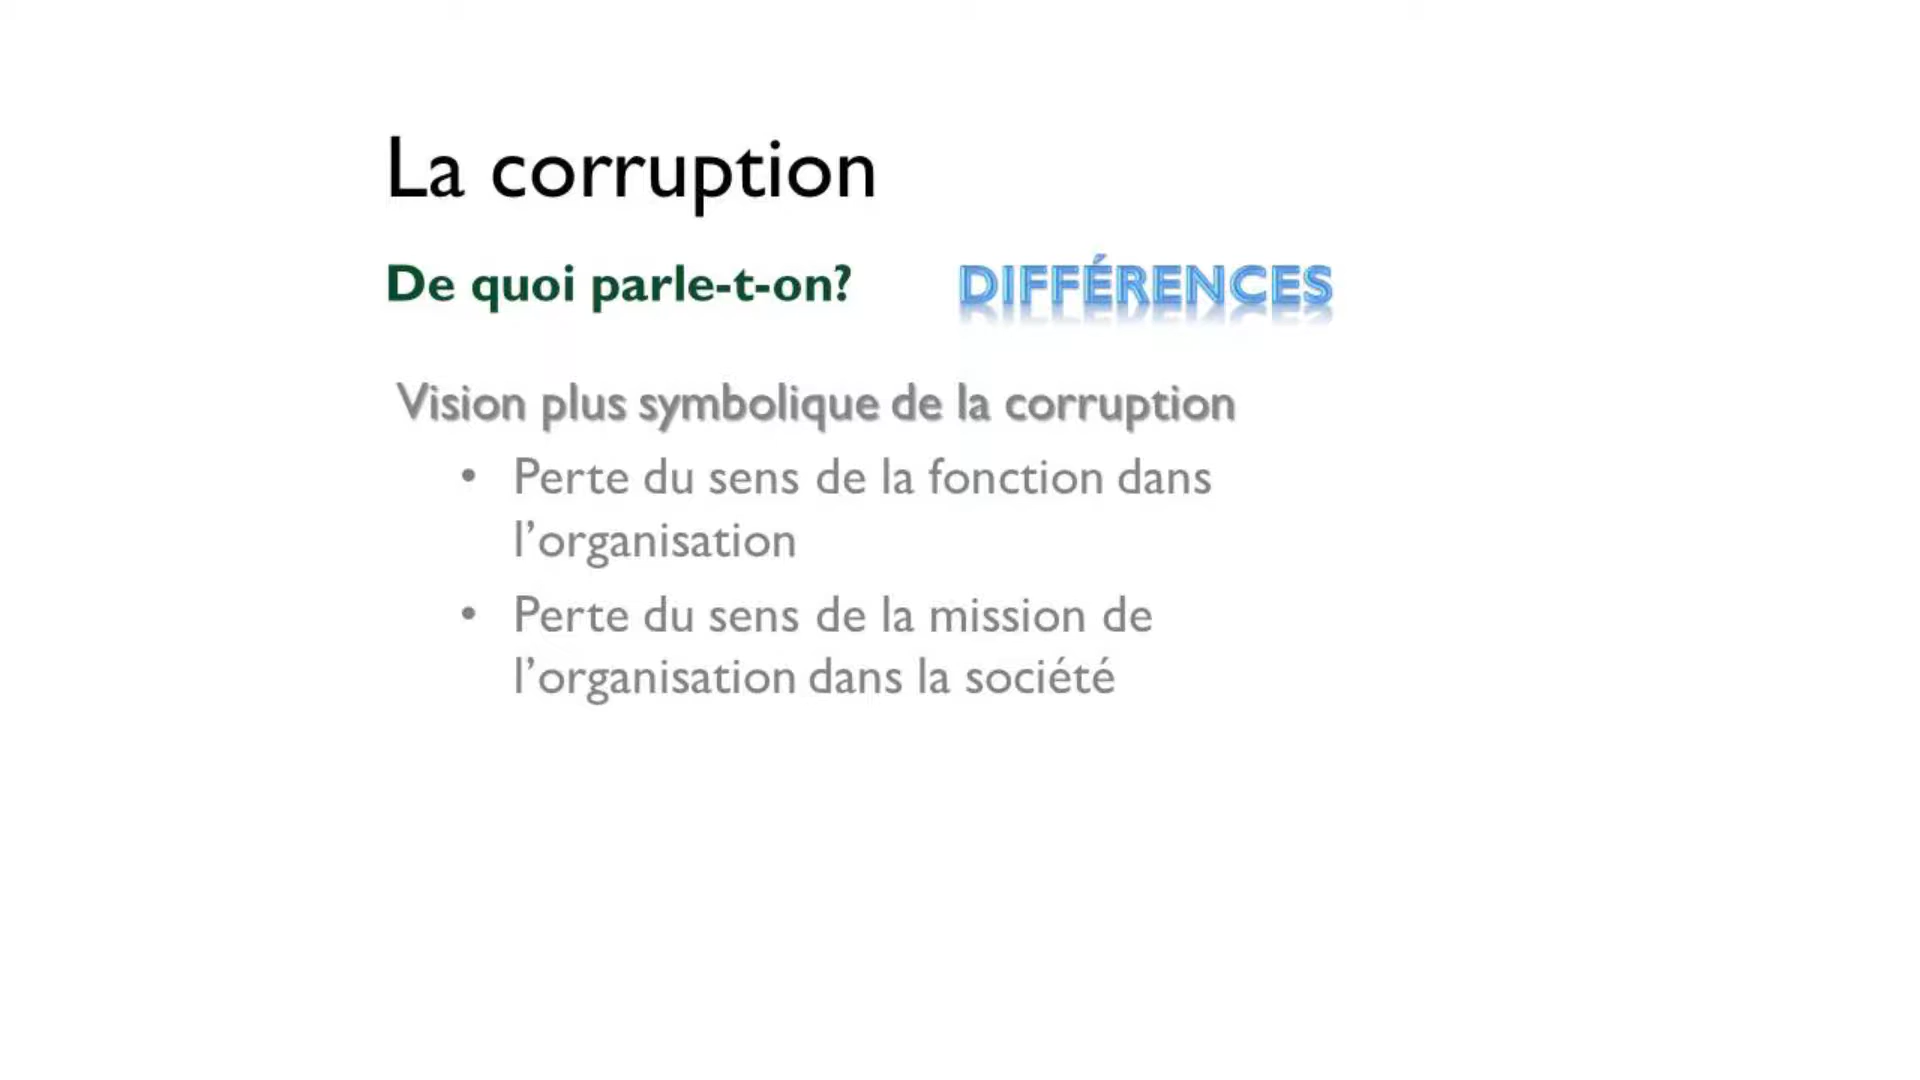 La corruption
De quoi parle-t-on? DIFFÉRENCES
Vision plus symbolique de la corruption
• Perte du sens de la fonction dans
l’organisation
• Perte du sens de la mission de
l’organisation dans la société